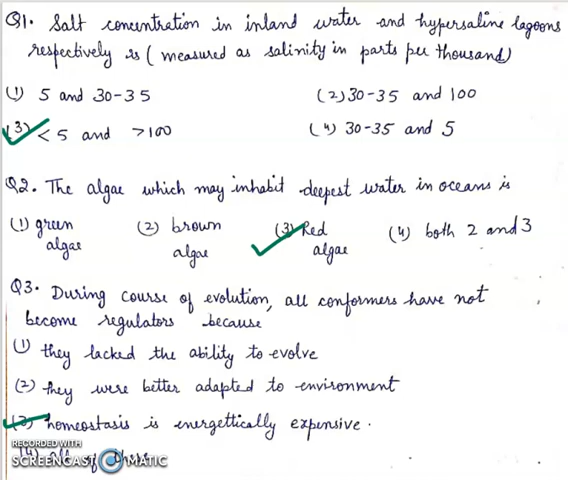 Q1. Salt concentration in inland water and hypersaline lagoons
respectively is ( measured as salinity in parts per thousand)
(1) 5 and 30-35 (2) 30-35 and 100
(3) < 5 and >100 (4) 30-35 and 5
Q2. The algae which may inhabit deepest water in oceans is
(1) green algae (2) brown algae (3) Red algae (4) both 2 and 3
Q3. During course of evolution, all conformers have not
become regulators because
(1) they lacked the ability to evolve
(2) they were better adapted to environment
(3) homeostasis is energettically expensive.
(4) all of these
RECORDED WITH
SCREENCAST MATIC